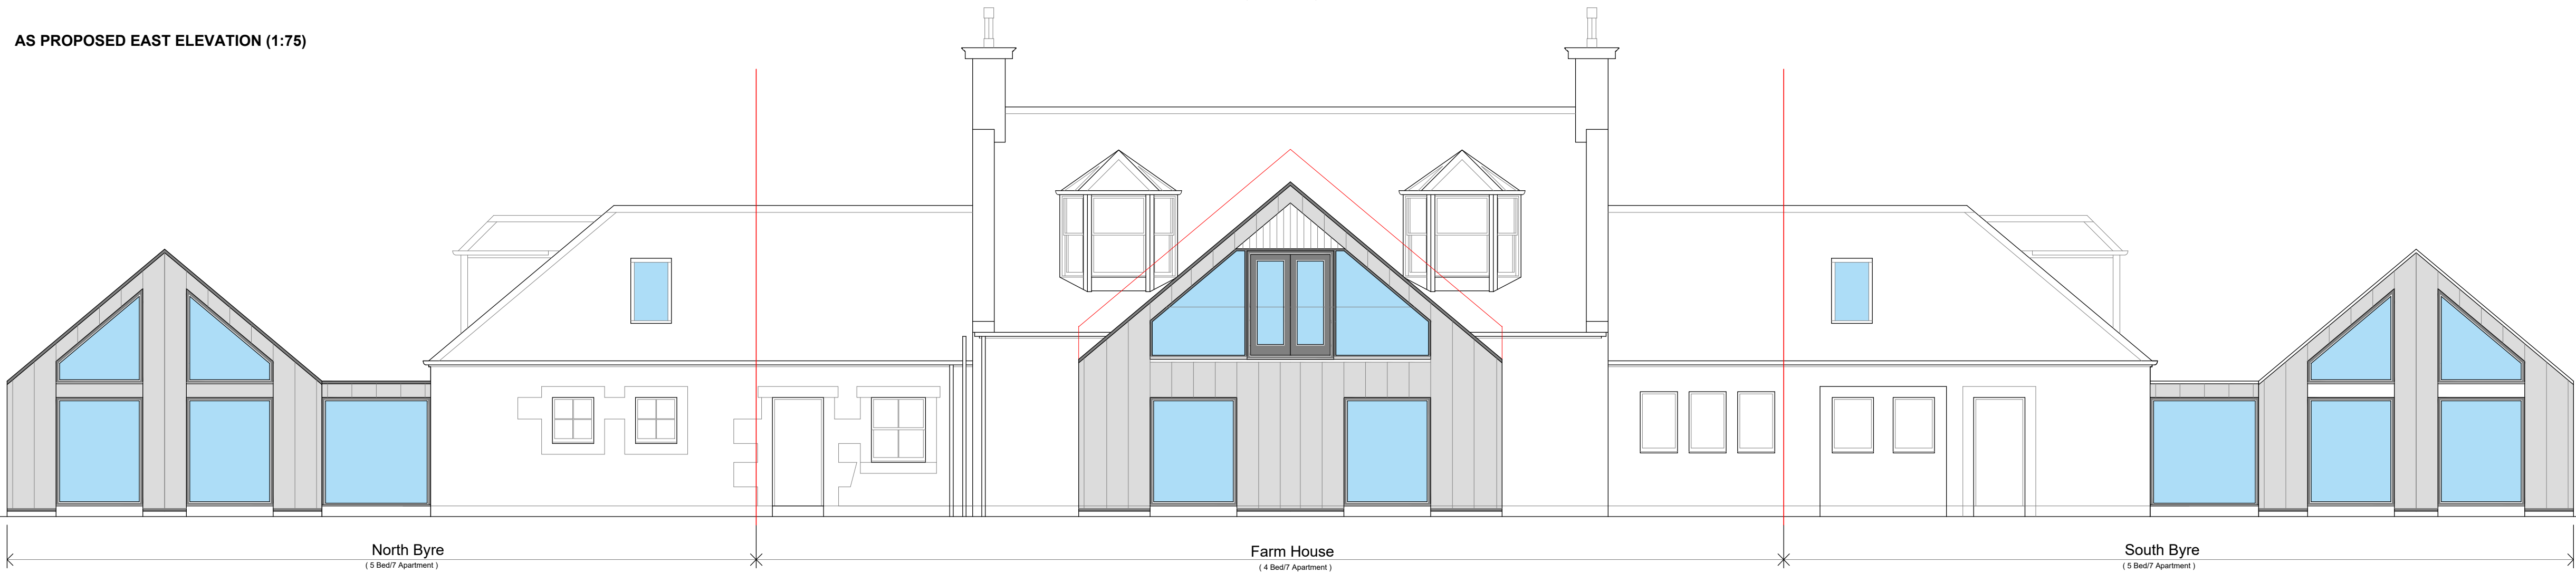 AS PROPOSED EAST ELEVATION (1:75)
North Byre
( 5 Bed/7 Apartment )
Farm House
( 4 Bed/7 Apartment )
South Byre
( 5 Bed/7 Apartment )